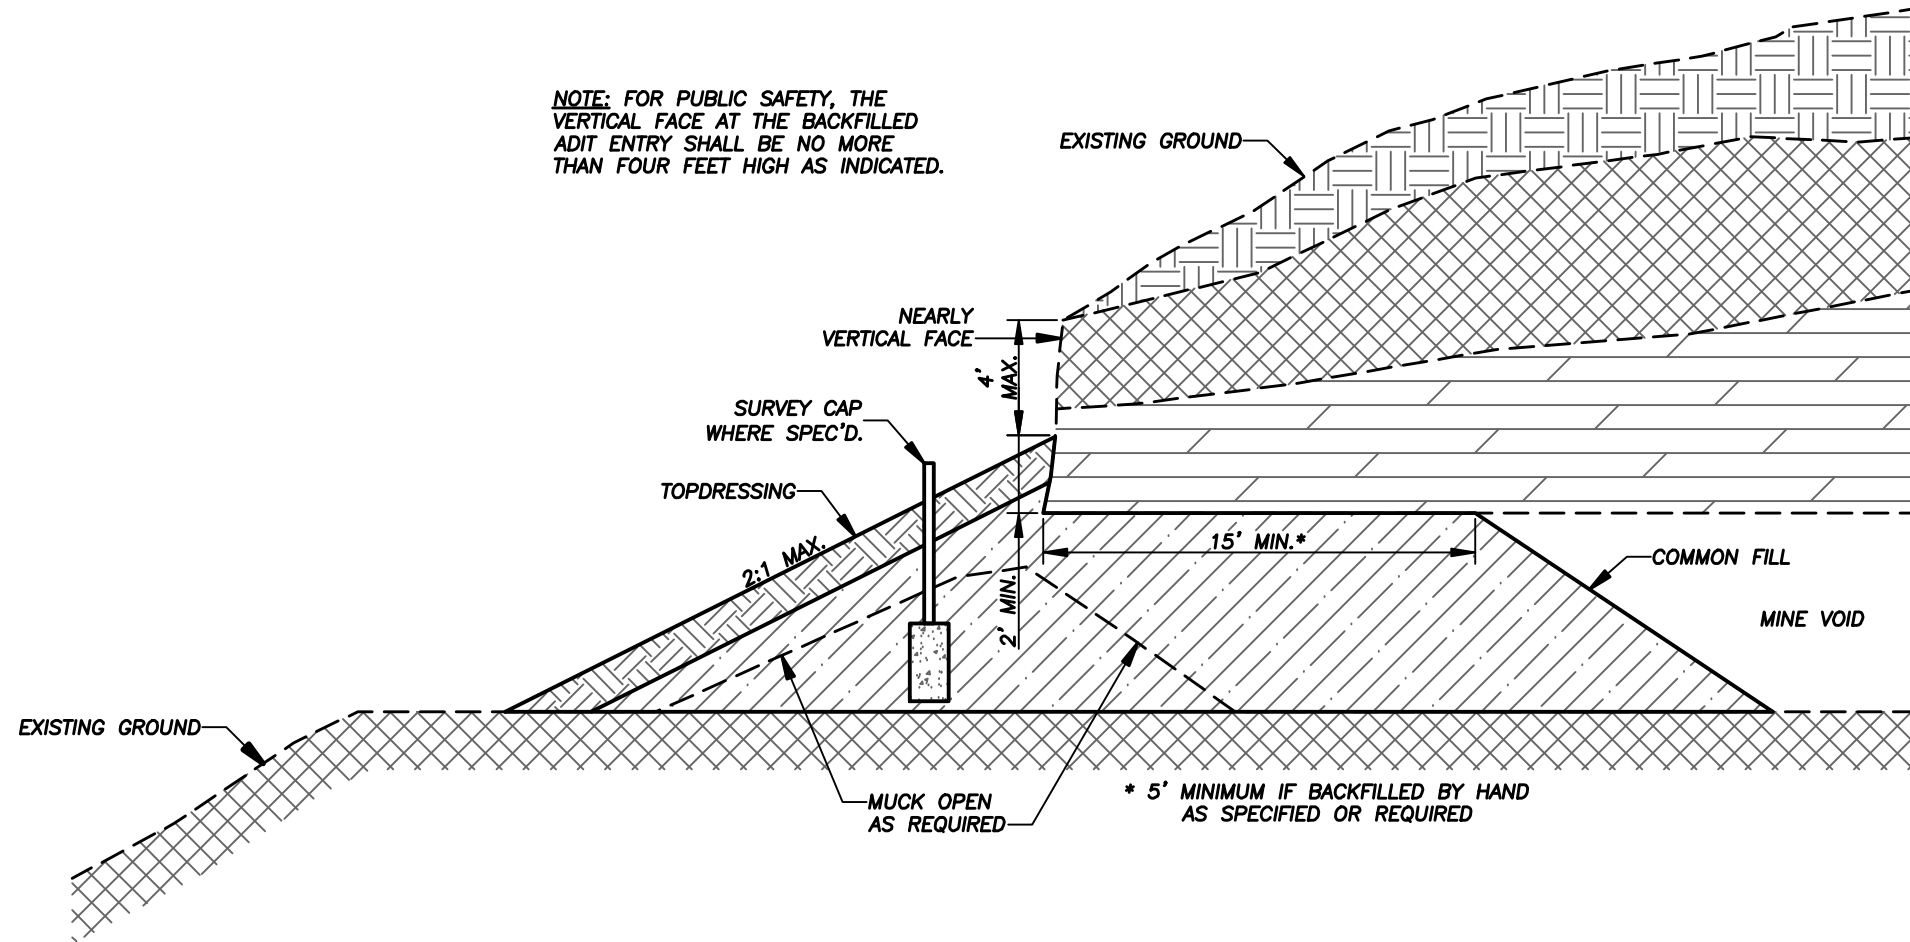 NOTE: FOR PUBLIC SAFETY, THE
VERTICAL FACE AT THE BACKFILLED
ADIT ENTRY SHALL BE NO MORE
THAN FOUR FEET HIGH AS INDICATED.
EXISTING GROUND
NEARLY
VERTICAL FACE
4'
MAX.
SURVEY CAP
WHERE SPEC'D.
TOPDRESSING
2:1 MAX.
15' MIN.*
2' MIN.
COMMON FILL
MINE VOID
EXISTING GROUND
MUCK OPEN
AS REQUIRED
* 5' MINIMUM IF BACKFILLED BY HAND
AS SPECIFIED OR REQUIRED